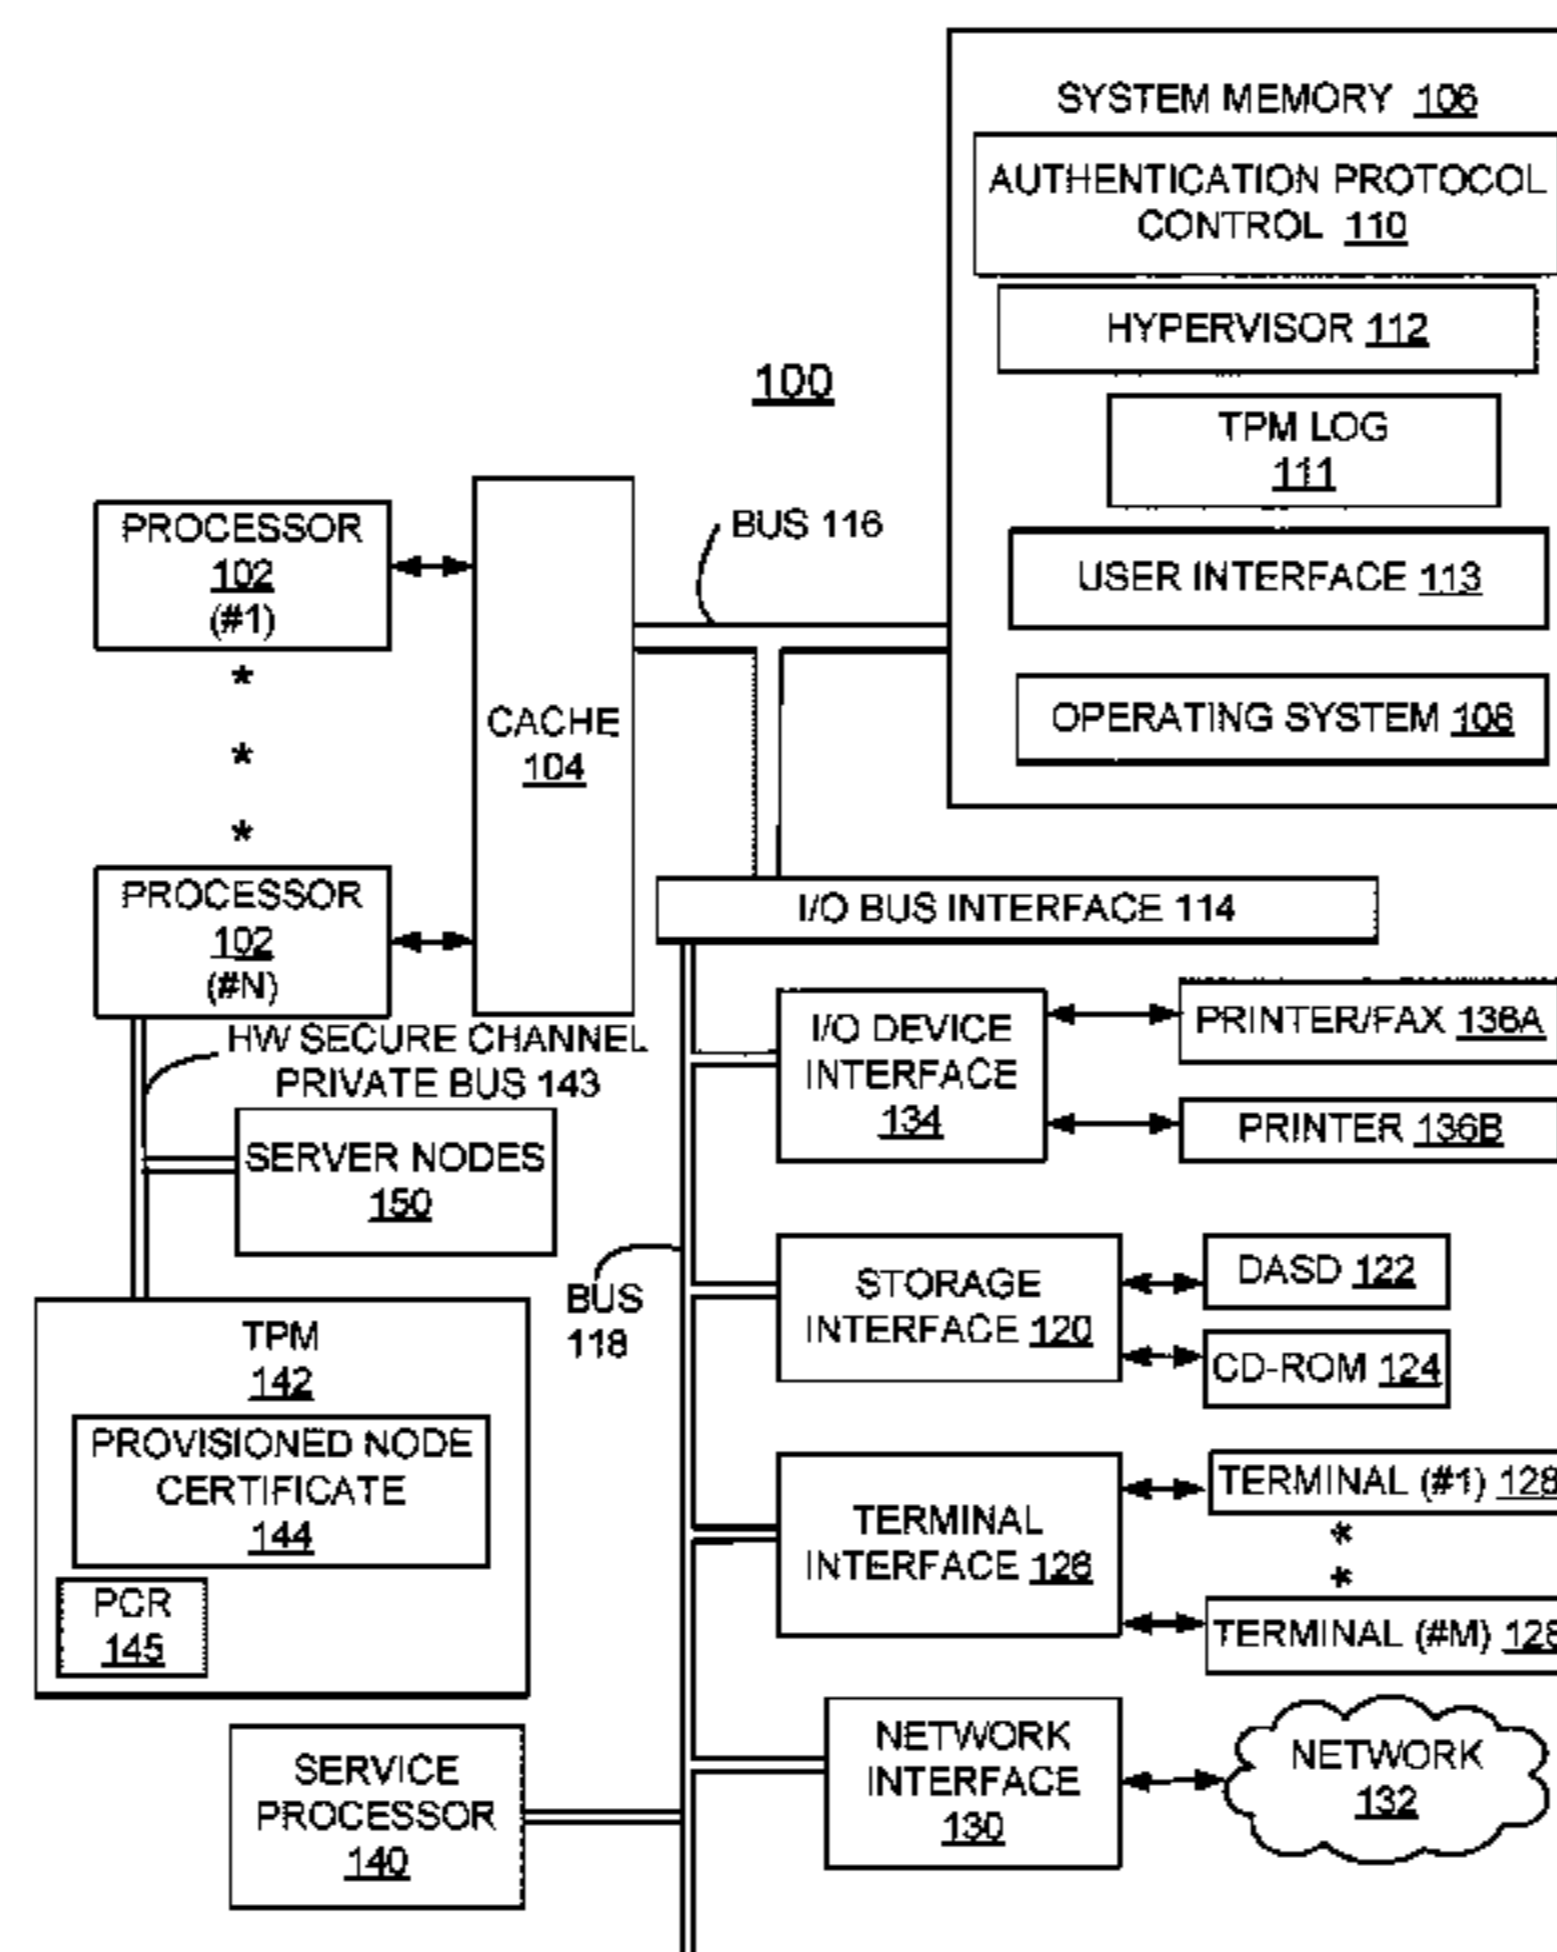 SYSTEM MEMORY 106
AUTHENTICATION PROTOCOL
CONTROL 110
HYPERVISOR 112
100
TPM LOG
111
BUS 116
PROCESSOR
102
(#1)
USER INTERFACE 113
*
*
*
CACHE
104
OPERATING SYSTEM 108
PROCESSOR
102
(#N)
I/O BUS INTERFACE 114
HW SECURE CHANNEL
PRIVATE BUS 143
I/O DEVICE
INTERFACE
134
PRINTER/FAX 136A
PRINTER 136B
SERVER NODES
150
BUS
118
STORAGE
INTERFACE 120
DASD 122
CD-ROM 124
TPM
142
PROVISIONED NODE
CERTIFICATE
144
PCR
145
TERMINAL
INTERFACE 126
TERMINAL (#1) 128
*
*
TERMINAL (#M) 128
SERVICE
PROCESSOR
140
NETWORK
INTERFACE
130
NETWORK
132